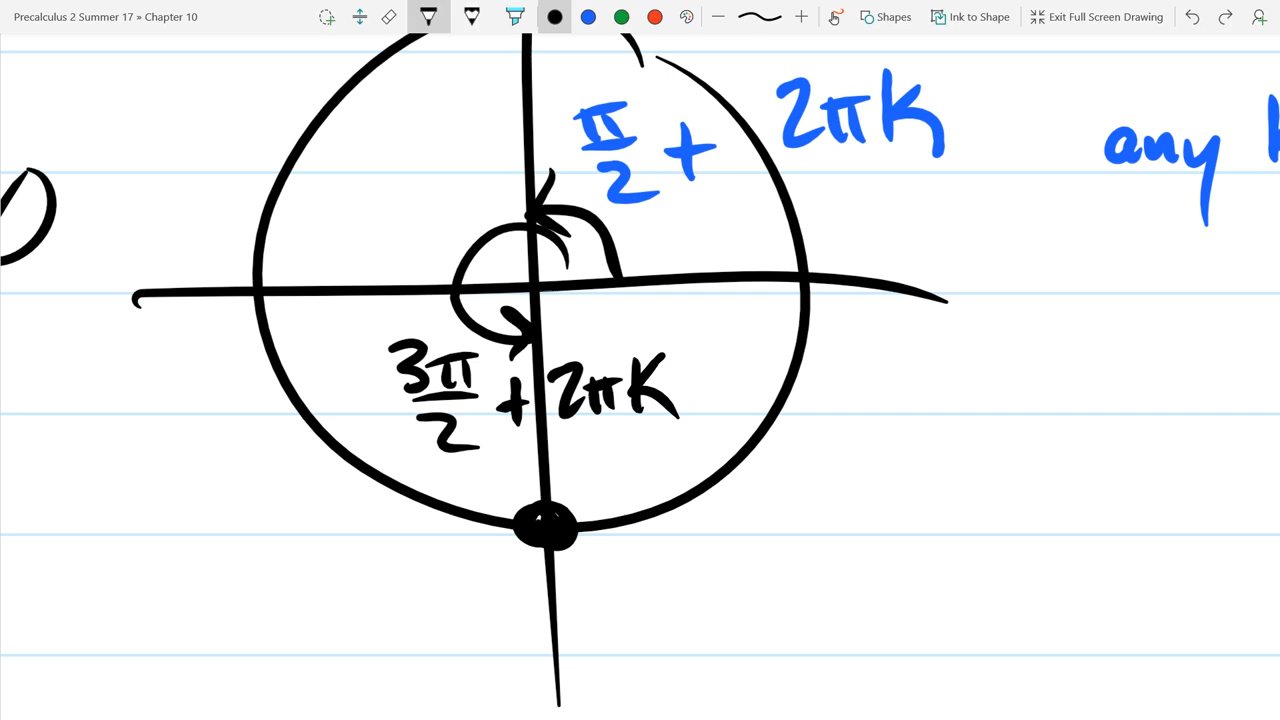 Precalculus 2 Summer 17 » Chapter 10
Shapes
Ink to Shape
Exit Full Screen Drawing
π/2 + 2πK
any
3π/2 + 2πK